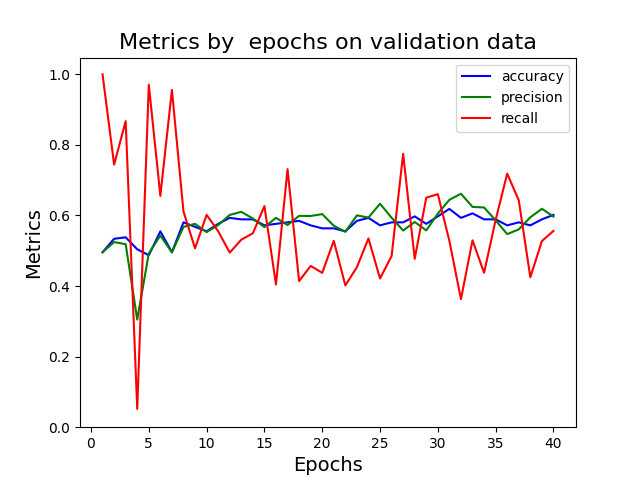 Metrics by  epochs on validation data
accuracy
precision
recall
Metrics
1.0
0.8
0.6
0.4
0.2
0.0
0 5 10 15 20 25 30 35 40
Epochs